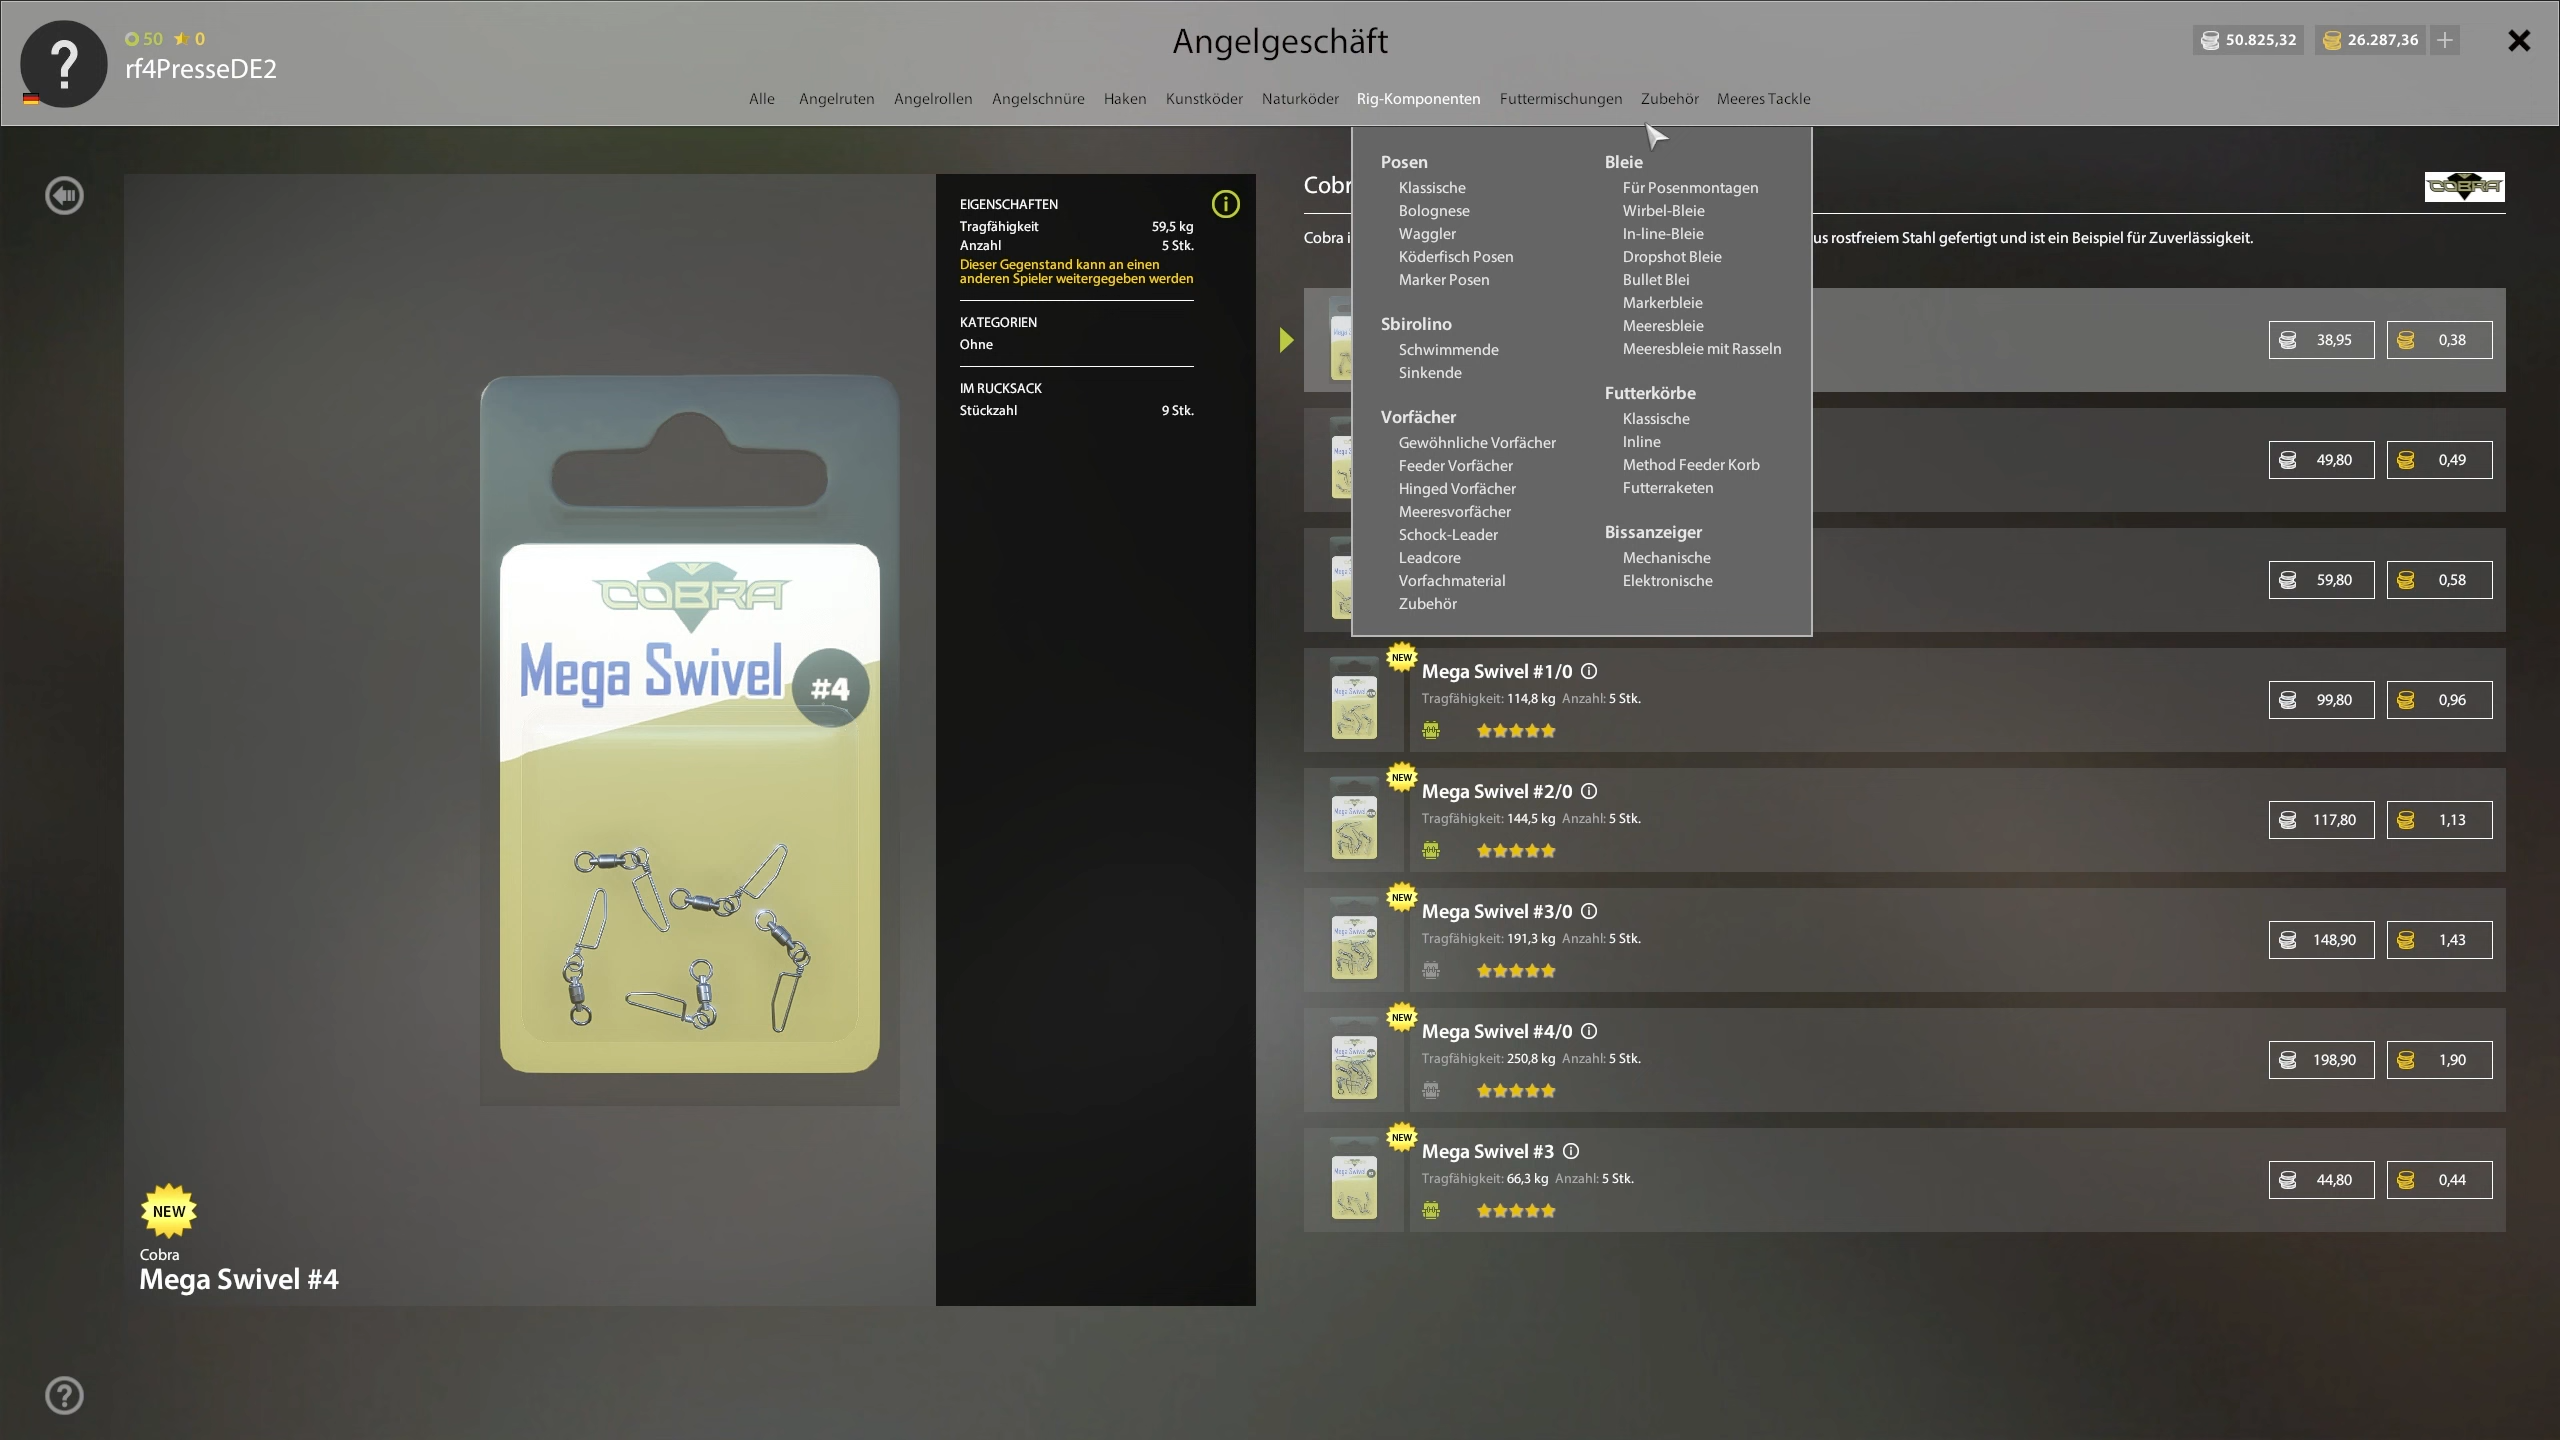 50 0
rf4PresseDE2
Angelgeschäft
50.825,32 26.287,36
Alle Angelruten Angelrollen Angelschnüre Haken Kunstköder Naturköder Rig-Komponenten Futtermischungen Zubehör Meeres Tackle
Posen
Klassische
Bolognese
Waggler
Köderfisch Posen
Marker Posen
Sbirolino
Schwimmende
Sinkende
Vorfächer
Gewöhnliche Vorfächer
Feeder Vorfächer
Hinged Vorfächer
Meeresvorfächer
Schock-Leader
Leadcore
Vorfachmaterial
Zubehör
Bleie
Für Posenmontagen
Wirbel-Bleie
In-line-Bleie
Dropshot Bleie
Bullet Blei
Markerbleie
Meeresbleie
Meeresbleie mit Rasseln
Futterkörbe
Klassische
Inline
Method Feeder Korb
Futterraketen
Bissanzeiger
Mechanische
Elektronische
COBRA
Mega Swivel #4
NEW
Cobra
Mega Swivel #4
EIGENSCHAFTEN
Tragfähigkeit 59,5 kg
Anzahl 5 Stk.
Dieser Gegenstand kann an einen
anderen Spieler weitergegeben werden
KATEGORIEN
Ohne
IM RUCKSACK
Stückzahl 9 Stk.
Cobr
COBRA
Cobra i us rostfreiem Stahl gefertigt und ist ein Beispiel für Zuverlässigkeit.
38,95 0,38
49,80 0,49
59,80 0,58
NEW
Mega Swivel #1/0
Tragfähigkeit: 114,8 kg Anzahl: 5 Stk.
99,80 0,96
NEW
Mega Swivel #2/0
Tragfähigkeit: 144,5 kg Anzahl: 5 Stk.
117,80 1,13
NEW
Mega Swivel #3/0
Tragfähigkeit: 191,3 kg Anzahl: 5 Stk.
148,90 1,43
NEW
Mega Swivel #4/0
Tragfähigkeit: 250,8 kg Anzahl: 5 Stk.
198,90 1,90
NEW
Mega Swivel #3
Tragfähigkeit: 66,3 kg Anzahl: 5 Stk.
44,80 0,44